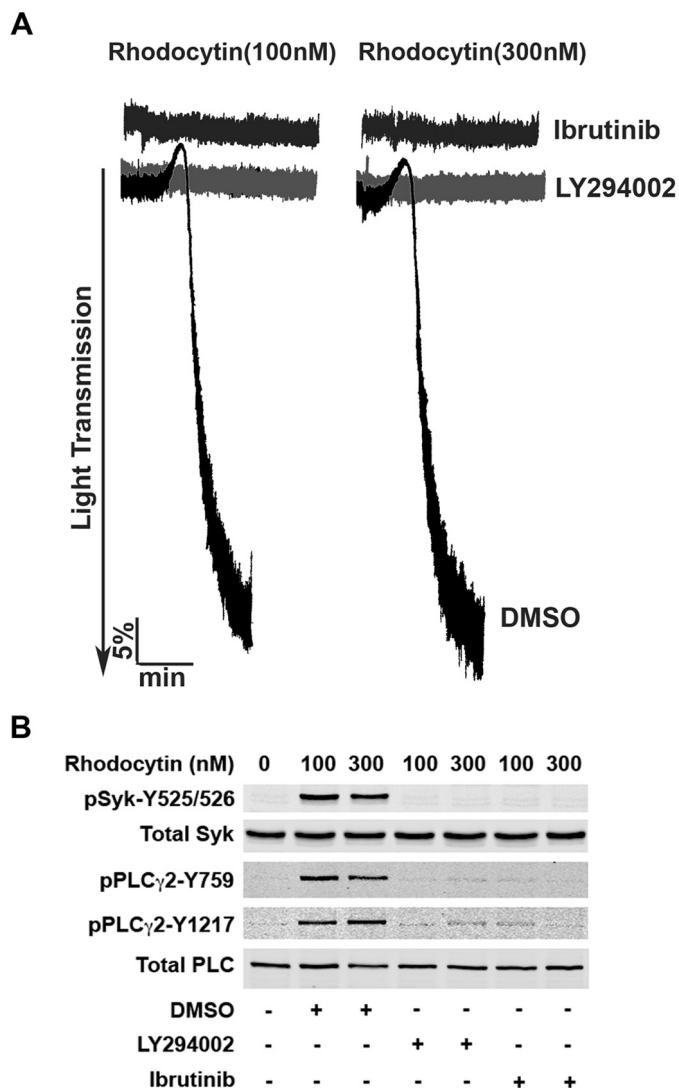 A
Rhodocytin(100nM) Rhodocytin(300nM)
Ibrutinib
LY294002
Light Transmission
DMSO
5%
min
B
Rhodocytin (nM) 0 100 300 100 300 100 300
pSyk-Y525/526
Total Syk
pPLCγ2-Y759
pPLCγ2-Y1217
Total PLC
DMSO - + + - - - -
LY294002 - - - + + - -
Ibrutinib - - - - - + +